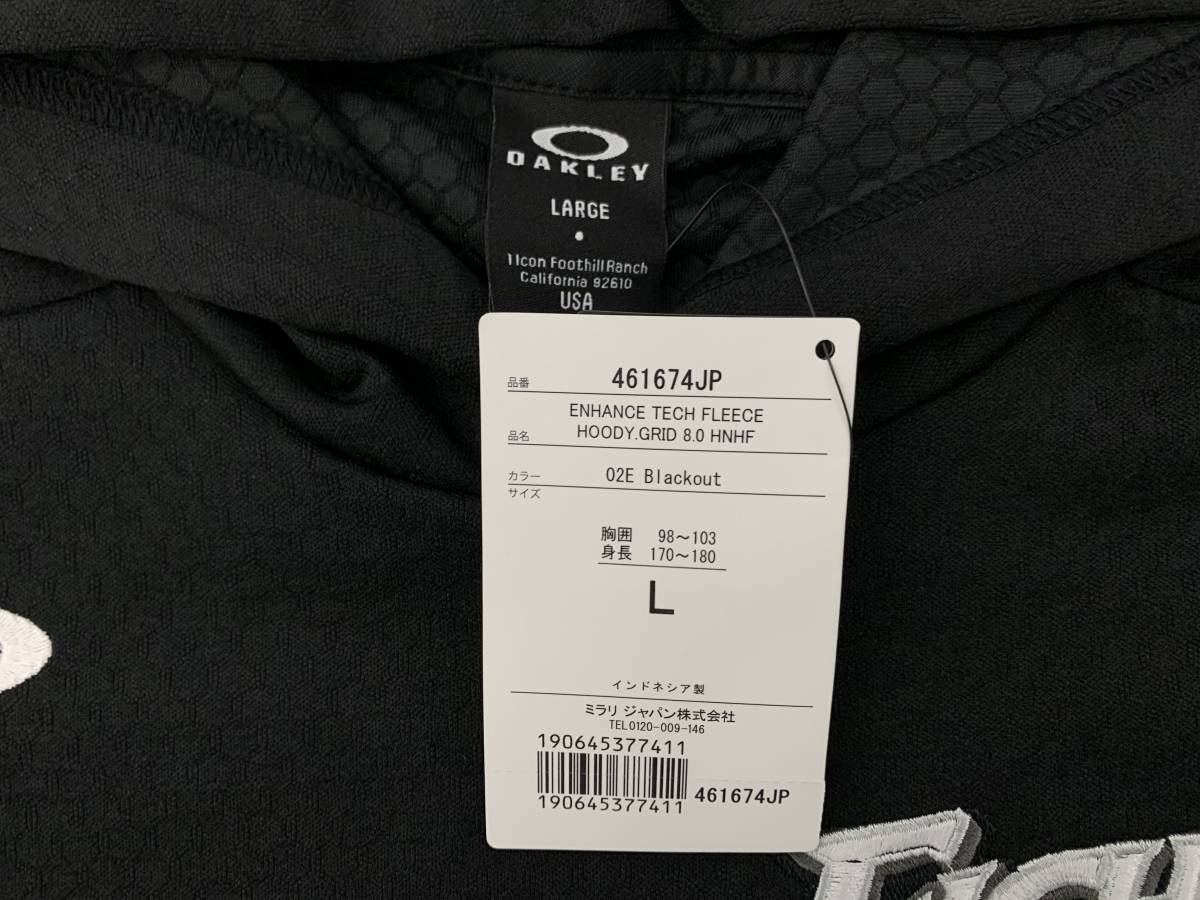 OAKLEY
LARGE
1 Icon Foothill Ranch
California 92610
USA
品番 461674JP
ENHANCE TECH FLEECE
品名 HOODY.GRID 8.0 HNHF
カラー 02E Blackout
サイズ
胸囲 98～103
身長 170～180
L
インドネシア製
ミラリ ジャパン株式会社
TEL0120-009-146
190645377411
190645377411
461674JP